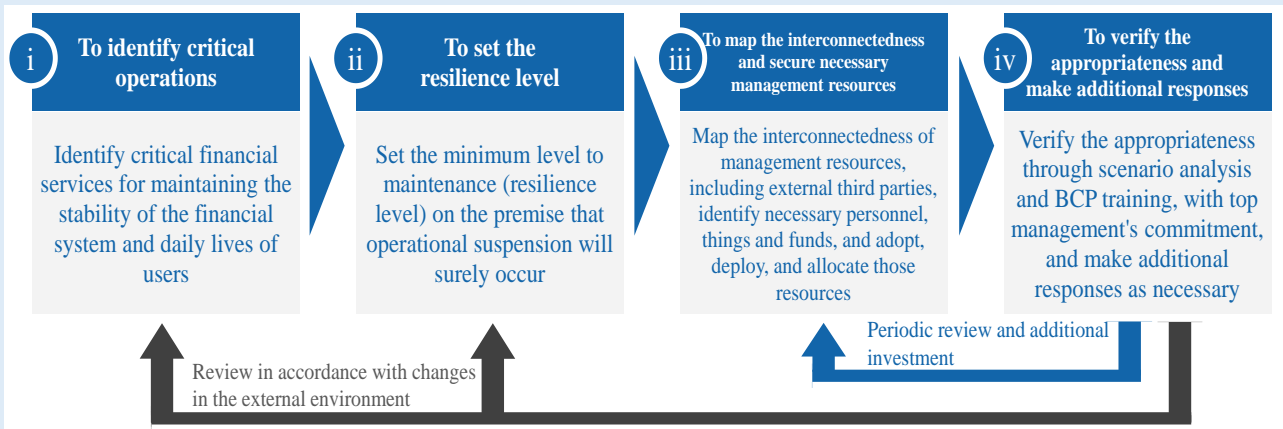 i
To identify critical
operations
Identify critical financial
services for maintaining the
stability of the financial
system and daily lives of
users
ii
To set the
resilience level
Set the minimum level to
maintenance (resilience
level) on the premise that
operational suspension will
surely occur
iii
To map the interconnectedness
and secure necessary
management resources
Map the interconnectedness of
management resources,
including external third parties,
identify necessary personnel,
things and funds, and adopt,
deploy, and allocate those
resources
iv
To verify the
appropriateness and
make additional responses
Verify the appropriateness
through scenario analysis
and BCP training, with top
management's commitment,
and make additional
responses as necessary
Periodic review and additional
investment
Review in accordance with changes
in the external environment